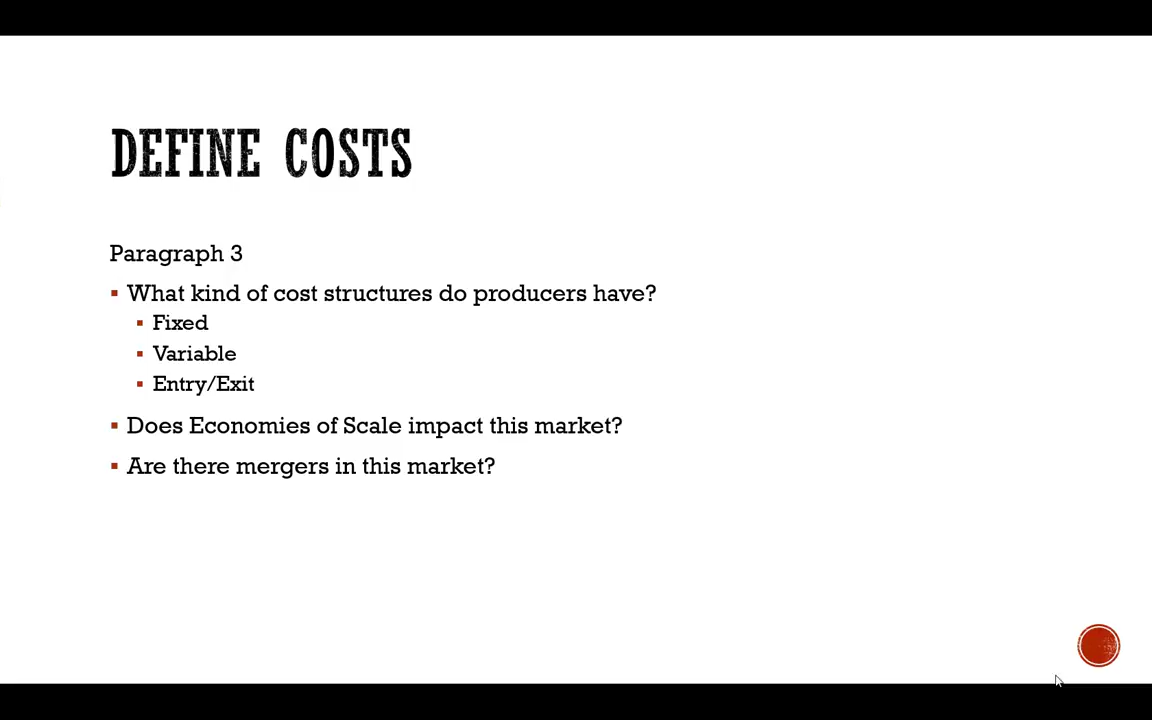 DEFINE COSTS
Paragraph 3
▪ What kind of cost structures do producers have?
▪ Fixed
▪ Variable
▪ Entry/Exit
▪ Does Economies of Scale impact this market?
▪ Are there mergers in this market?